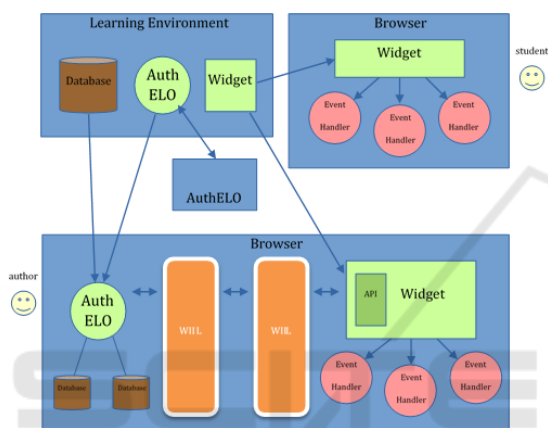 Learning Environment
Database
Auth
ELO
Widget
Browser
Widget
student
Event
Handler
Event
Handler
Event
Handler
AuthELO
Browser
author
Auth
ELO
Database
Database
WIIL
WIIL
API
Widget
Event
Handler
Event
Handler
Event
Handler